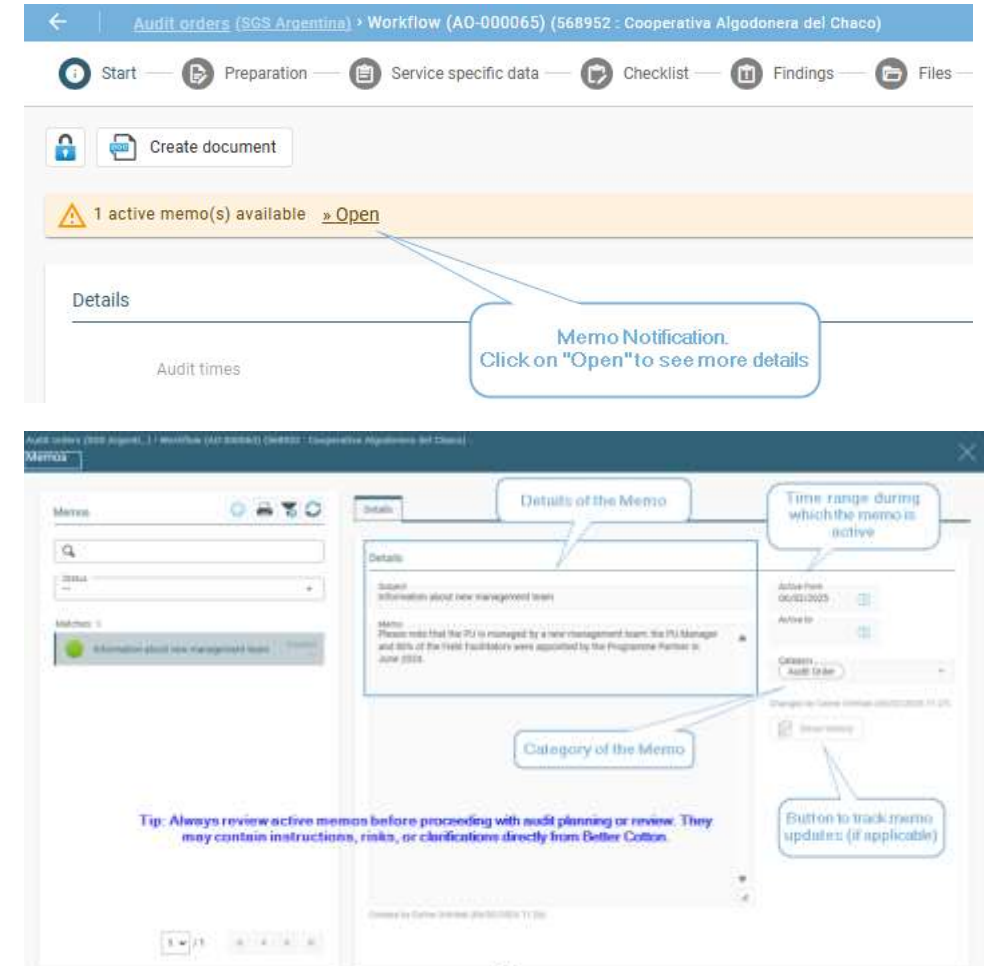 Audit orders (SGS Argentina) › Workflow (AO-000065) (568952 : Cooperativa Algodonera del Chaco)
Start
Preparation
Service specific data
Checklist
Findings
Files
Create document
1 active memo(s) available » Open
Details
Memo Notification.
Click on "Open" to see more details
Audit times
Memos
Memos
Details
Details of the Memo
Time range during
which the memo is
active
Status
--
Details
Subject
Information about new management team
Memo
Please note that the PU is managed by a new management team: the PU Manager
and 80% of the Field Facilitators were appointed by the Programme Partner in
June 2024.
Active from
Active to
Matches: 1
Information about new management team
Category
Audit Order
Show history
Category of the Memo
Button to track memo
updates (if applicable)
Tip: Always review active memos before proceeding with audit planning or review. They
may contain instructions, risks, or clarifications directly from Better Cotton.
1 / 1